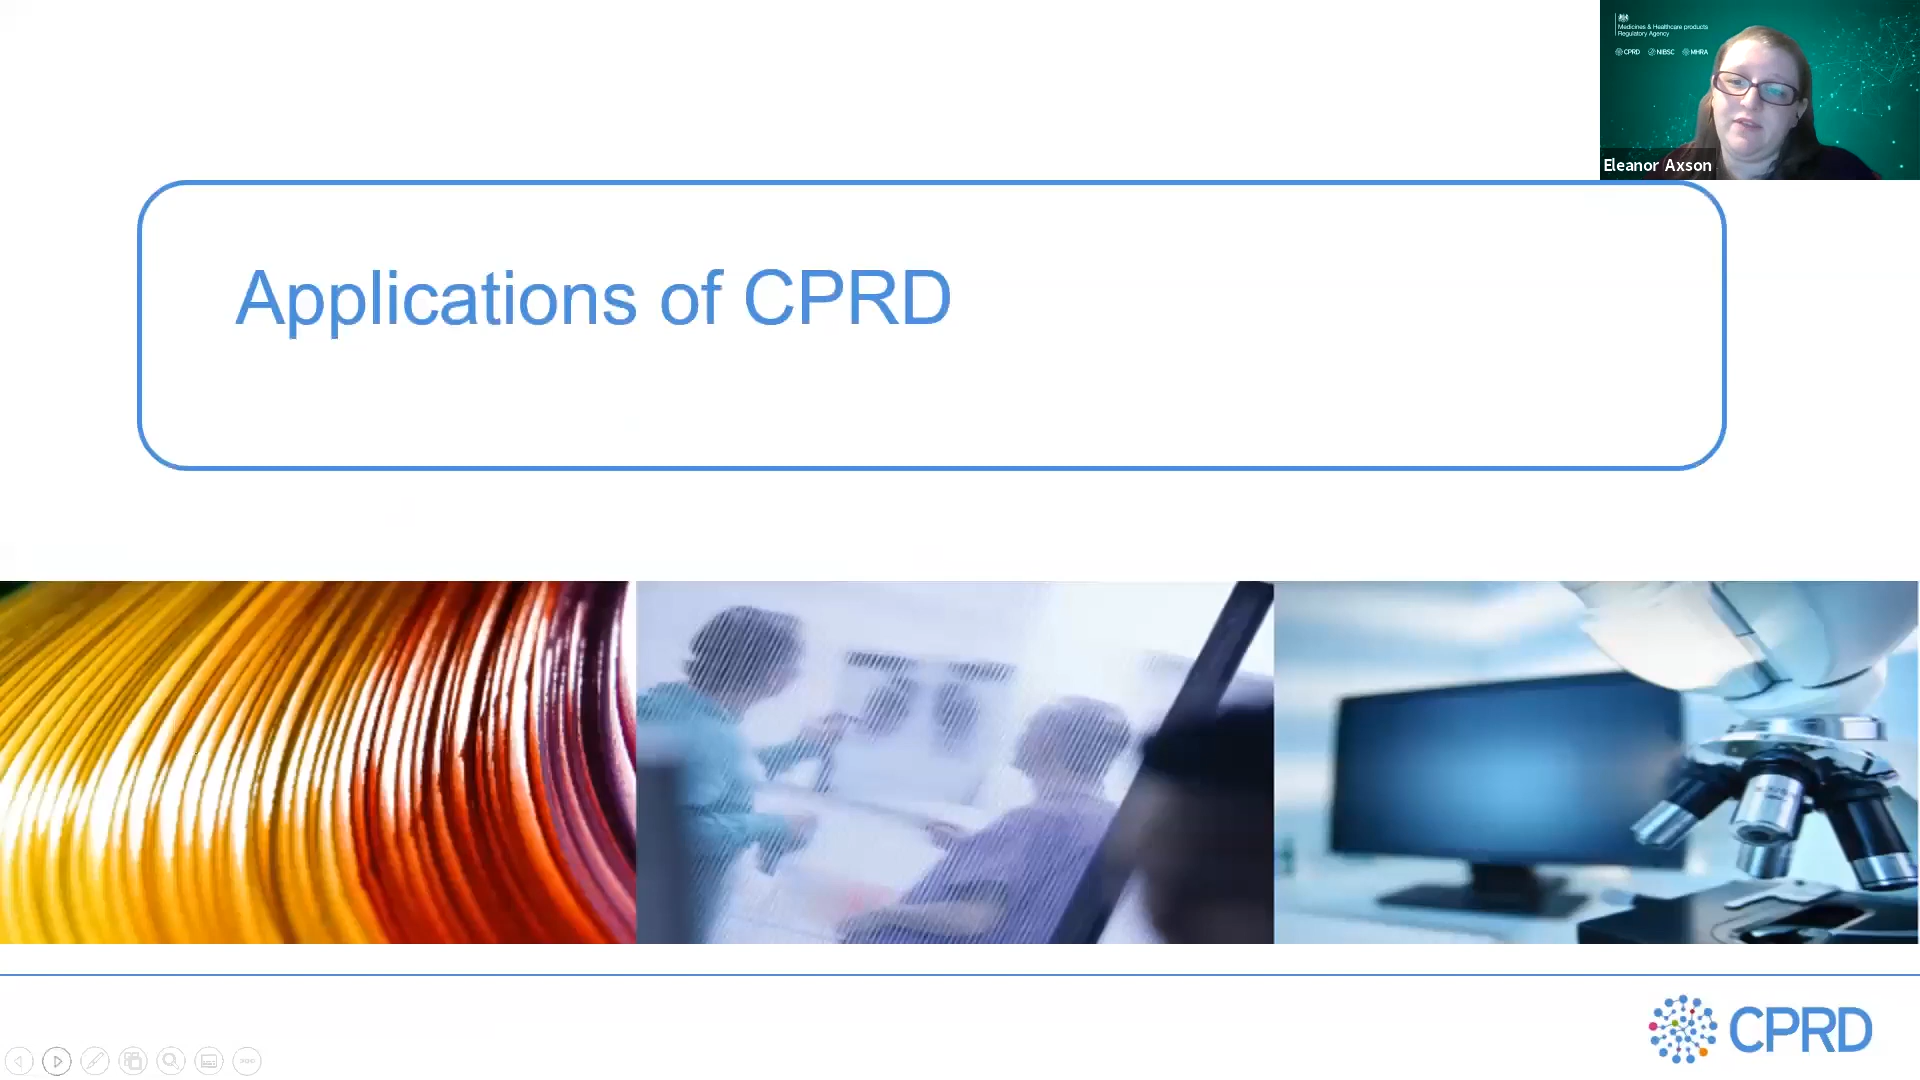 Medicines & Healthcare products
Regulatory Agency
CPRD NIBSC MHRA
Eleanor Axson
Applications of CPRD
CPRD